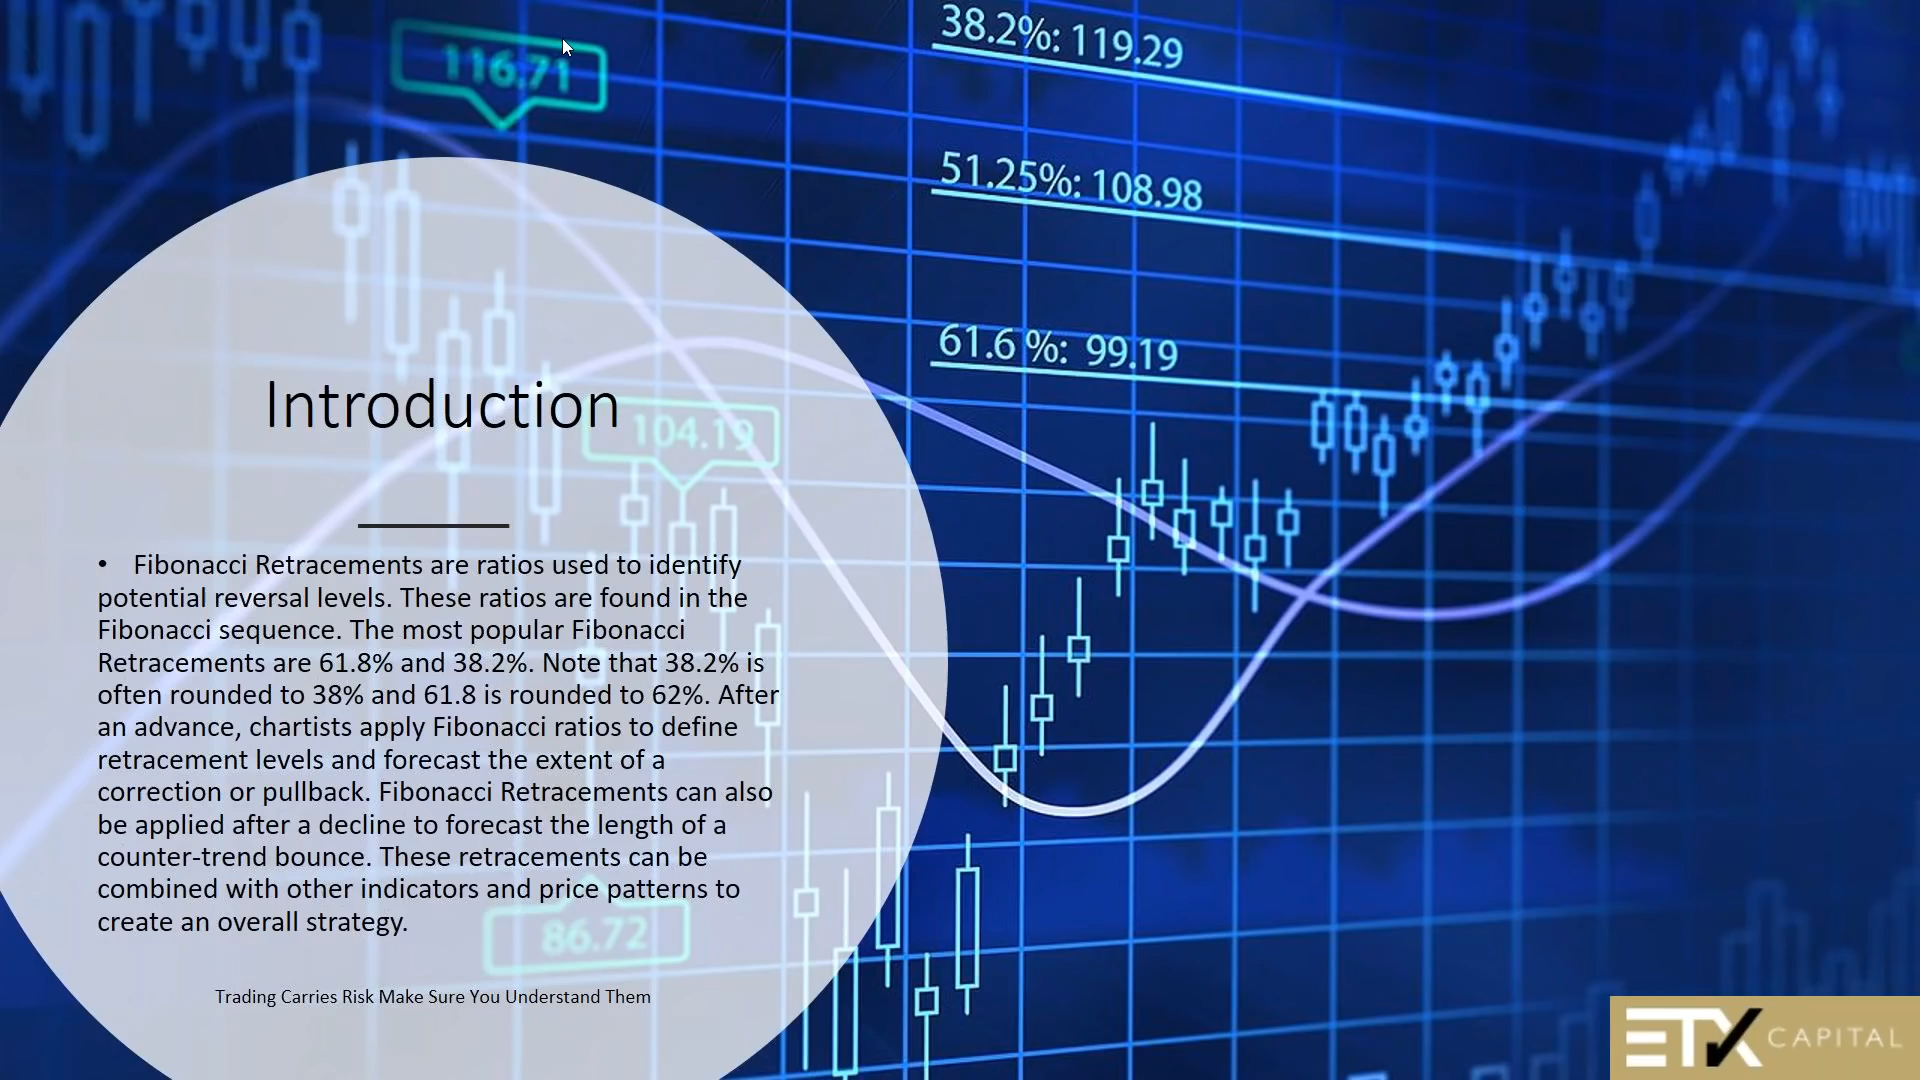 116.71
38.2%: 119.29
51.25%: 108.98
61.6 %: 99.19
Introduction
104.19
• Fibonacci Retracements are ratios used to identify
potential reversal levels. These ratios are found in the
Fibonacci sequence. The most popular Fibonacci
Retracements are 61.8% and 38.2%. Note that 38.2% is
often rounded to 38% and 61.8 is rounded to 62%. After
an advance, chartists apply Fibonacci ratios to define
retracement levels and forecast the extent of a
correction or pullback. Fibonacci Retracements can also
be applied after a decline to forecast the length of a
counter-trend bounce. These retracements can be
combined with other indicators and price patterns to
create an overall strategy.
86.72
Trading Carries Risk Make Sure You Understand Them
ETX CAPITAL